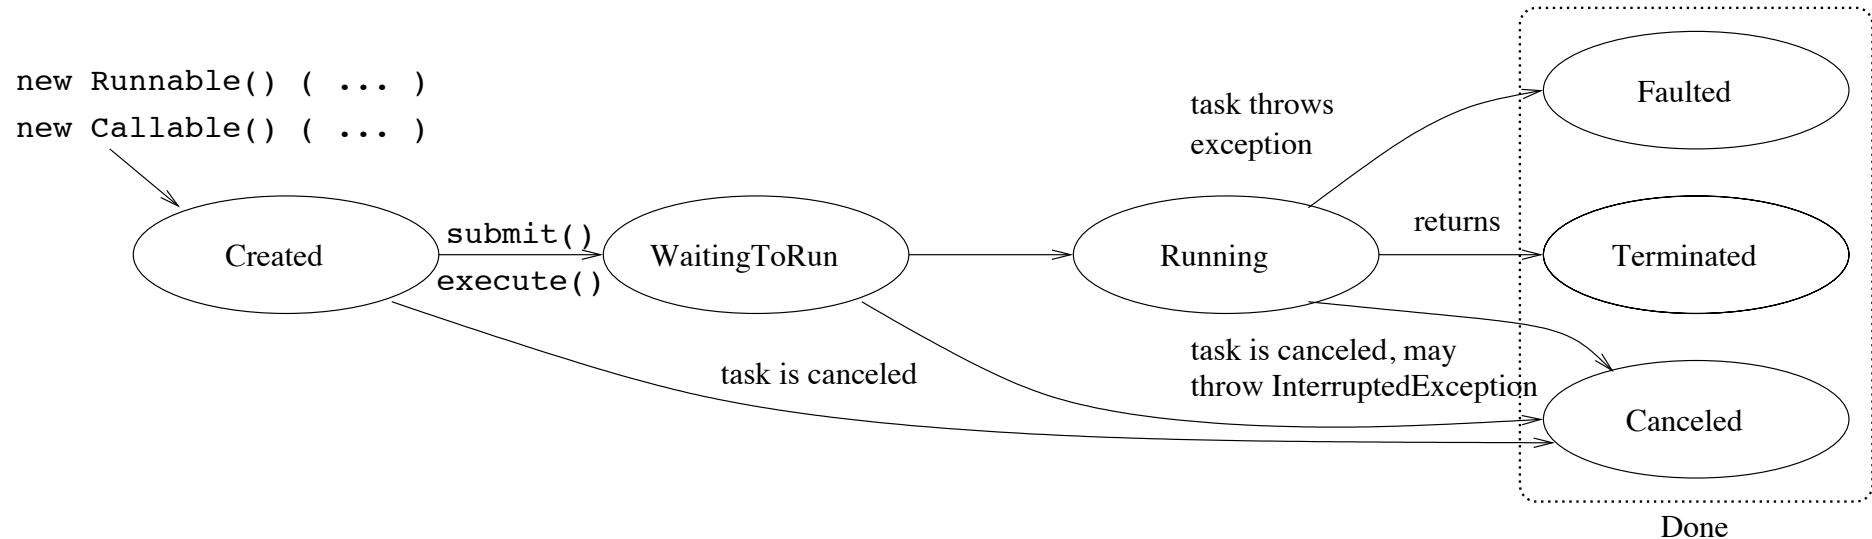 new Runnable() ( ... )
new Callable() ( ... )
Created
submit()
execute()
WaitingToRun
task is canceled
Running
task throws
exception
returns
task is canceled, may
throw InterruptedException
Faulted
Terminated
Canceled
Done